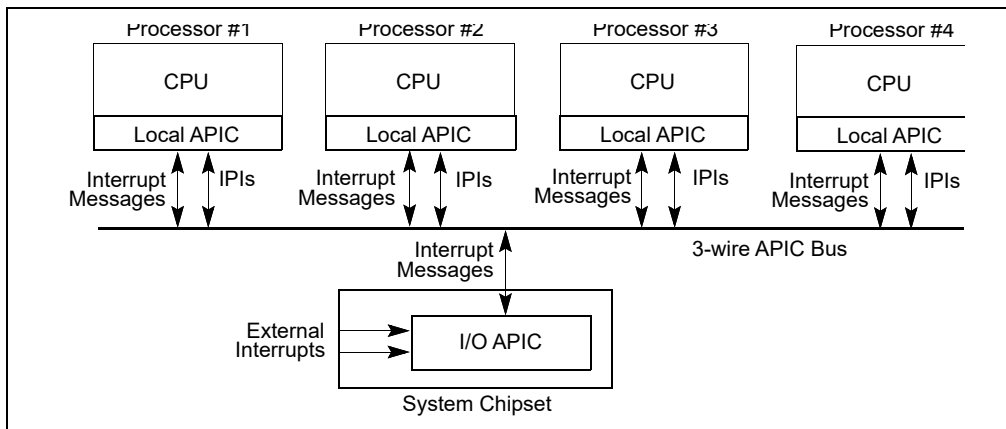 Processor #1
Processor #2
Processor #3
Processor #4
CPU
CPU
CPU
CPU
Local APIC
Local APIC
Local APIC
Local APIC
Interrupt
Messages
IPIs
Interrupt
Messages
IPIs
Interrupt
Messages
IPIs
Interrupt
Messages
IPIs
Interrupt
Messages
3-wire APIC Bus
External
Interrupts
I/O APIC
System Chipset